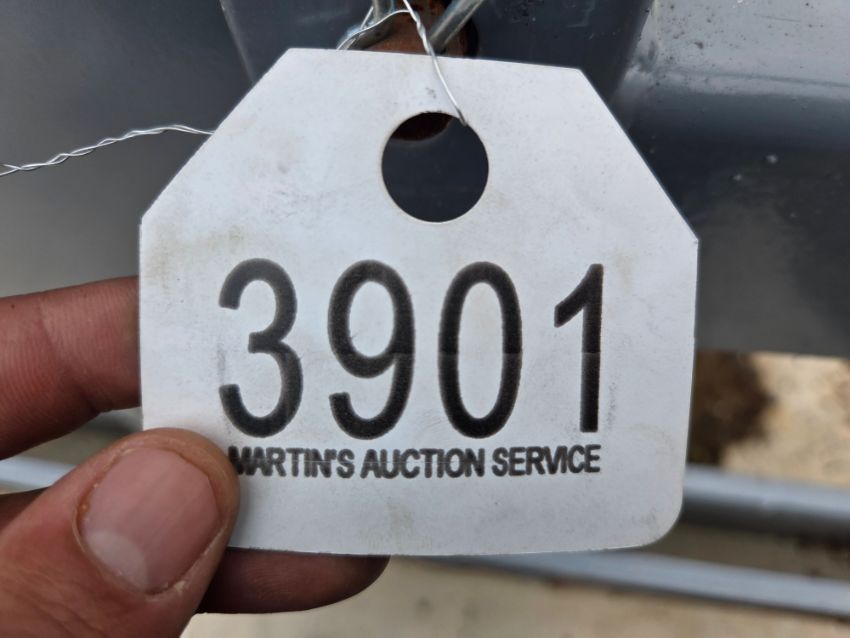 3901
MARTIN'S AUCTION SERVICE